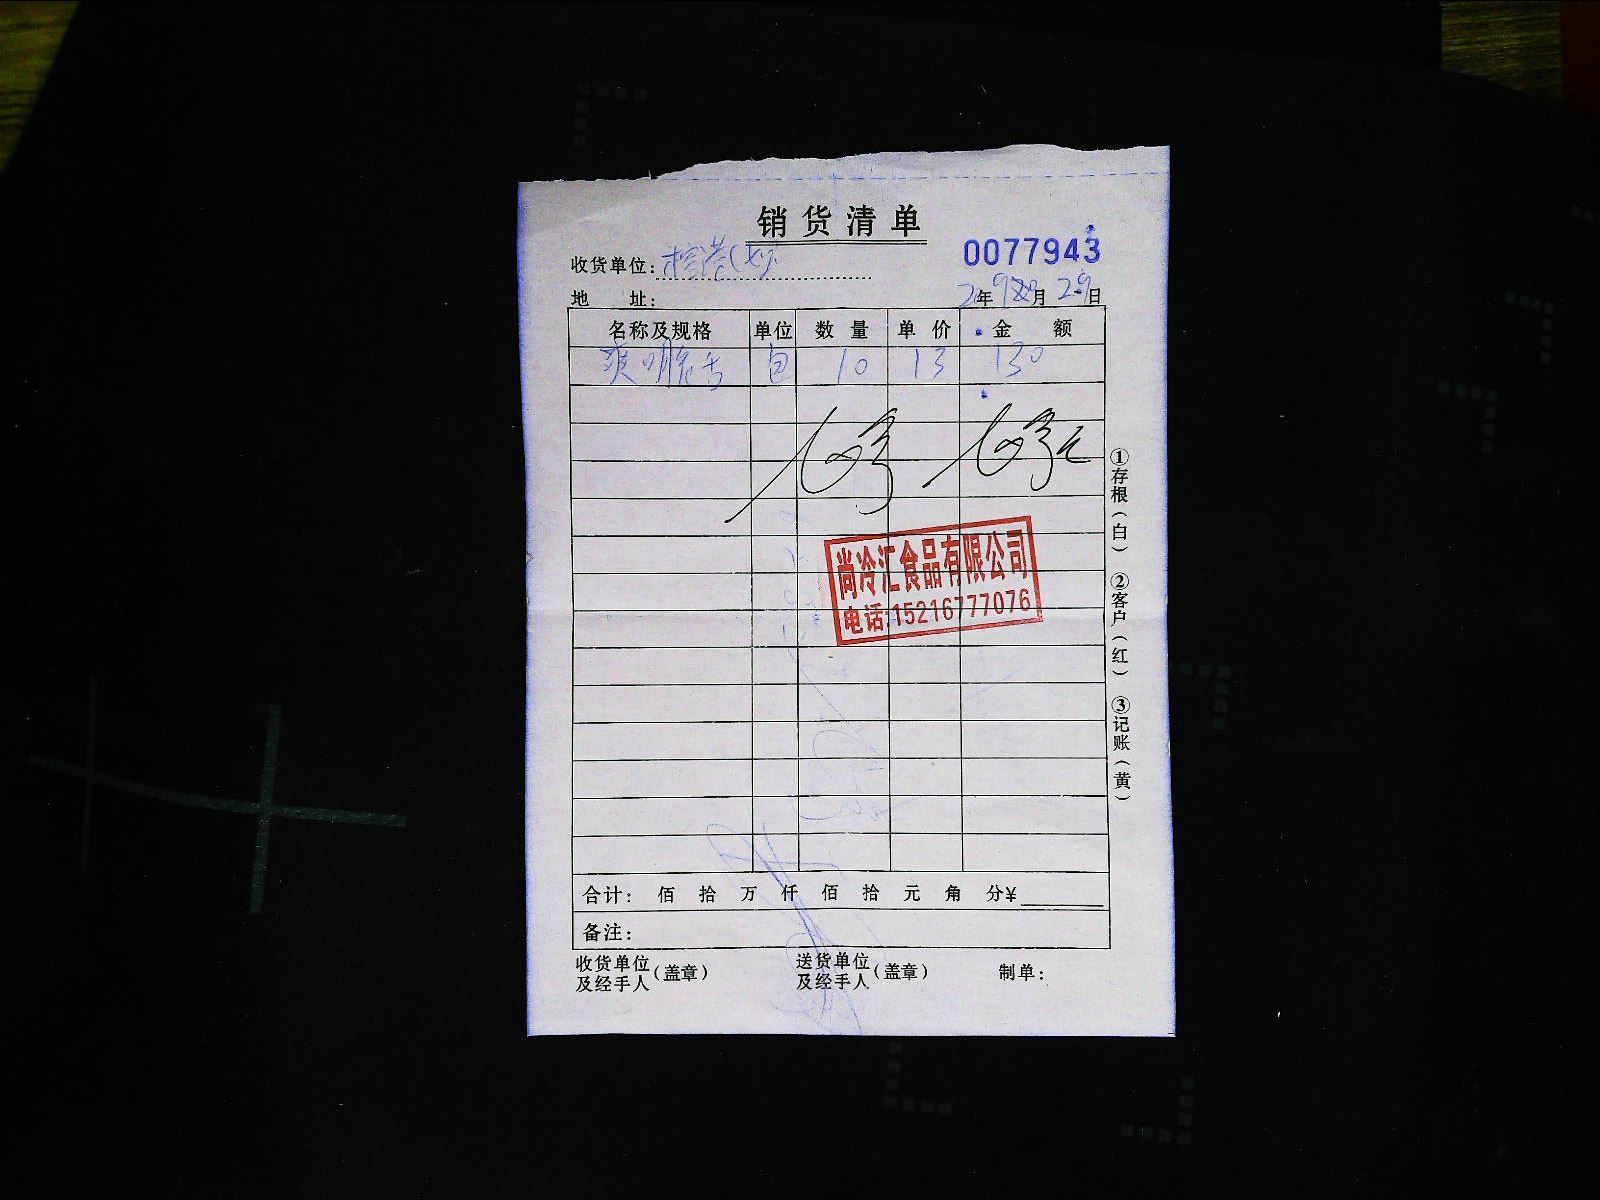 销货清单
0077943
收货单位:
地 址: 年 月 29日
名称及规格 单位 数量 单价 金额
包 10 13 130
尚冷汇食品有限公司
电话:15216777076
①存根(白) ②客户(红) ③记账(黄)
合计: 佰 拾 万 仟 佰 拾 元 角 分¥
备注:
收货单位及经手人(盖章) 送货单位及经手人(盖章) 制单: